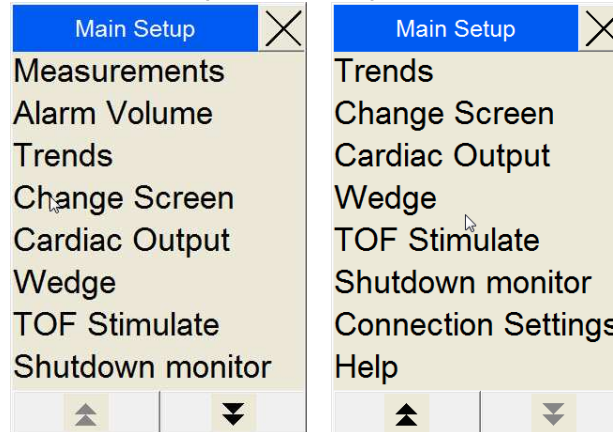 Main Setup
Measurements
Alarm Volume
Trends
Change Screen
Cardiac Output
Wedge
TOF Stimulate
Shutdown monitor
Main Setup
Trends
Change Screen
Cardiac Output
Wedge
TOF Stimulate
Shutdown monitor
Connection Settings
Help